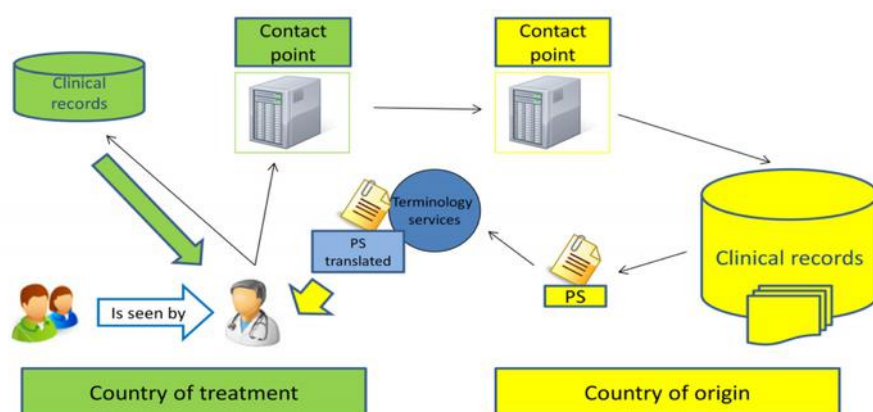 Contact
point
Contact
point
Clinical
records
Terminology
services
PS
translated
Clinical records
PS
Is seen by
Country of treatment
Country of origin